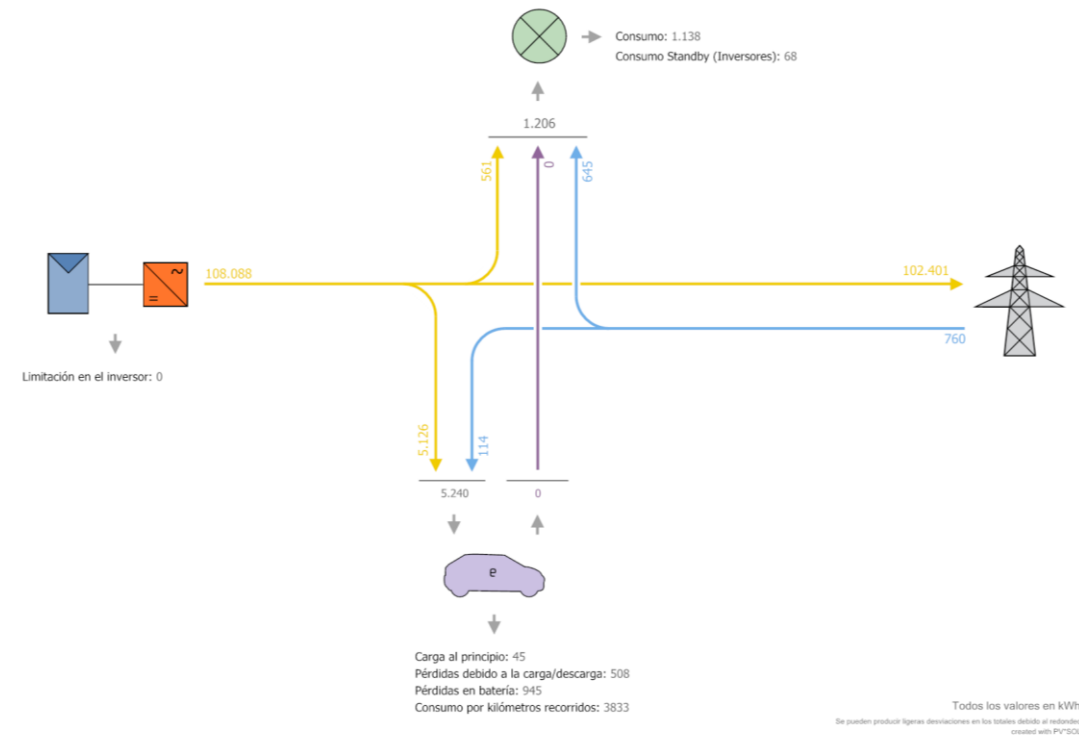 Consumo: 1.138
Consumo Standby (Inversores): 68
1.206
561
0
645
108.088
102.401
760
Limitación en el inversor: 0
5.126
114
5.240
0
e
Carga al principio: 45
Pérdidas debido a la carga/descarga: 508
Pérdidas en batería: 945
Consumo por kilómetros recorridos: 3833
Todos los valores en kWh
Se pueden producir ligeras desviaciones en los totales debido al redondeo
created with PV*SOL